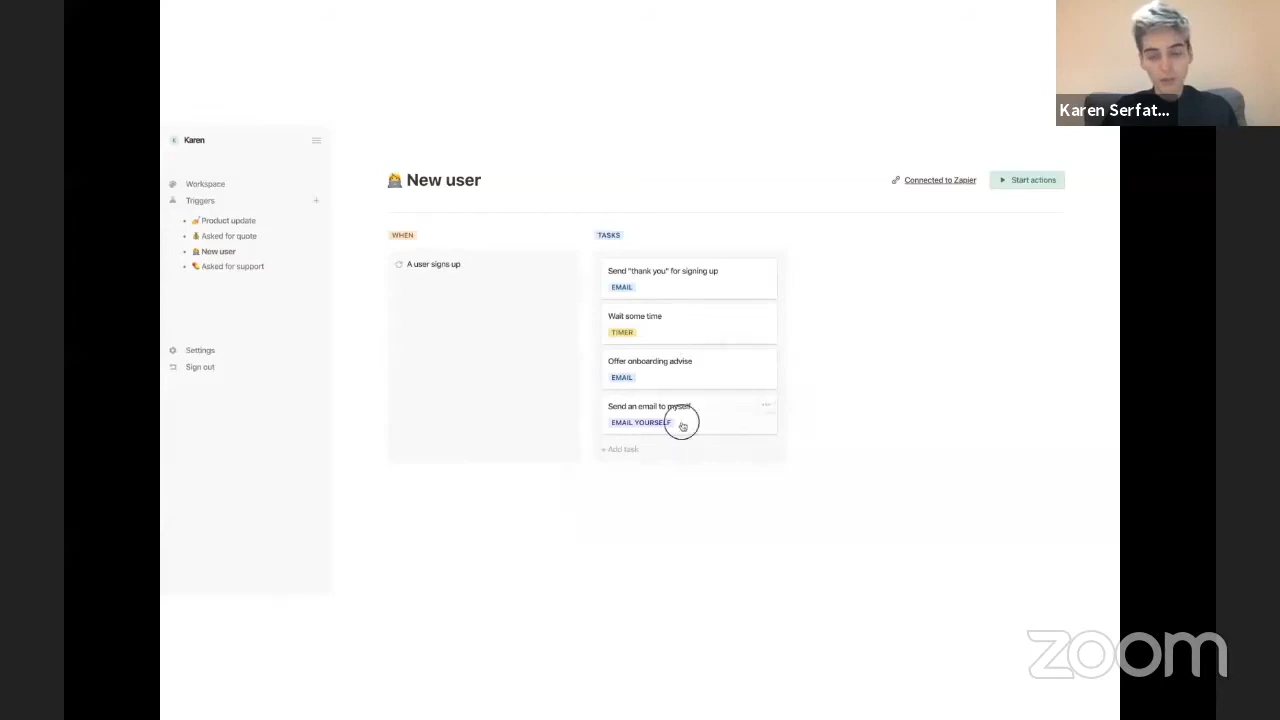 Karen Serfat...
Karen
Workspace
Triggers
Product update
Asked for quote
New user
Asked for support
Settings
Sign out
New user
Connected to Zapier
Start actions
WHEN
A user signs up
TASKS
Send "thank you" for signing up
EMAIL
Wait some time
TIMER
Offer onboarding advise
EMAIL
Send an email to myself
EMAIL YOURSELF
+ Add task
zoom